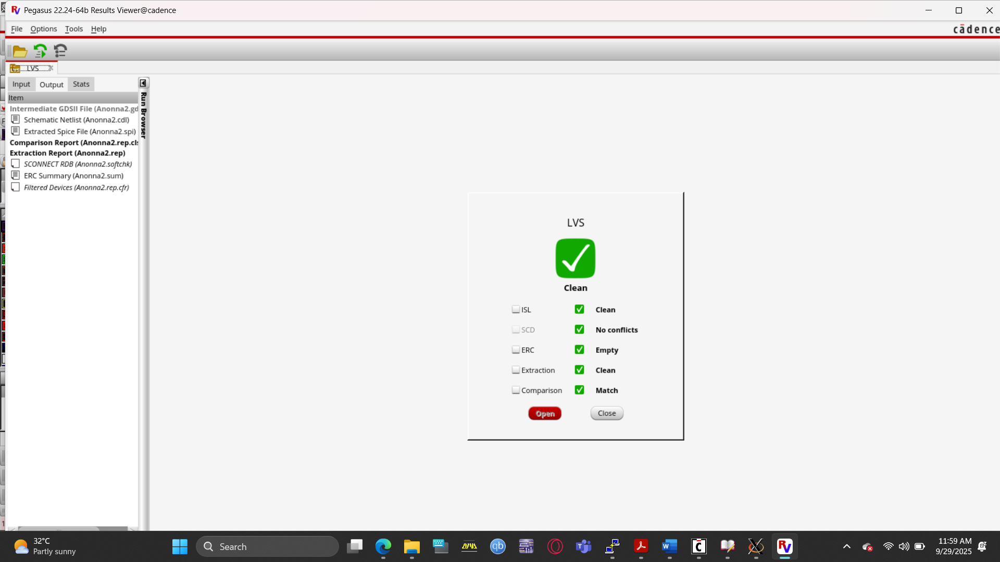 Pegasus 22.24-64b Results Viewer@cadence
File Options Tools Help
cādence
LVS
Input Output Stats
Item
Intermediate GDSII File (Anonna2.gd
Schematic Netlist (Anonna2.cdl)
Extracted Spice File (Anonna2.spi)
Comparison Report (Anonna2.rep.cls
Extraction Report (Anonna2.rep)
SCONNECT RDB (Anonna2.softchk)
ERC Summary (Anonna2.sum)
Filtered Devices (Anonna2.rep.cfr)
Run Browser
LVS
Clean
ISL Clean
SCD No conflicts
ERC Empty
Extraction Clean
Comparison Match
Open Close
32°C
Partly sunny
Search
11:59 AM
9/29/2025